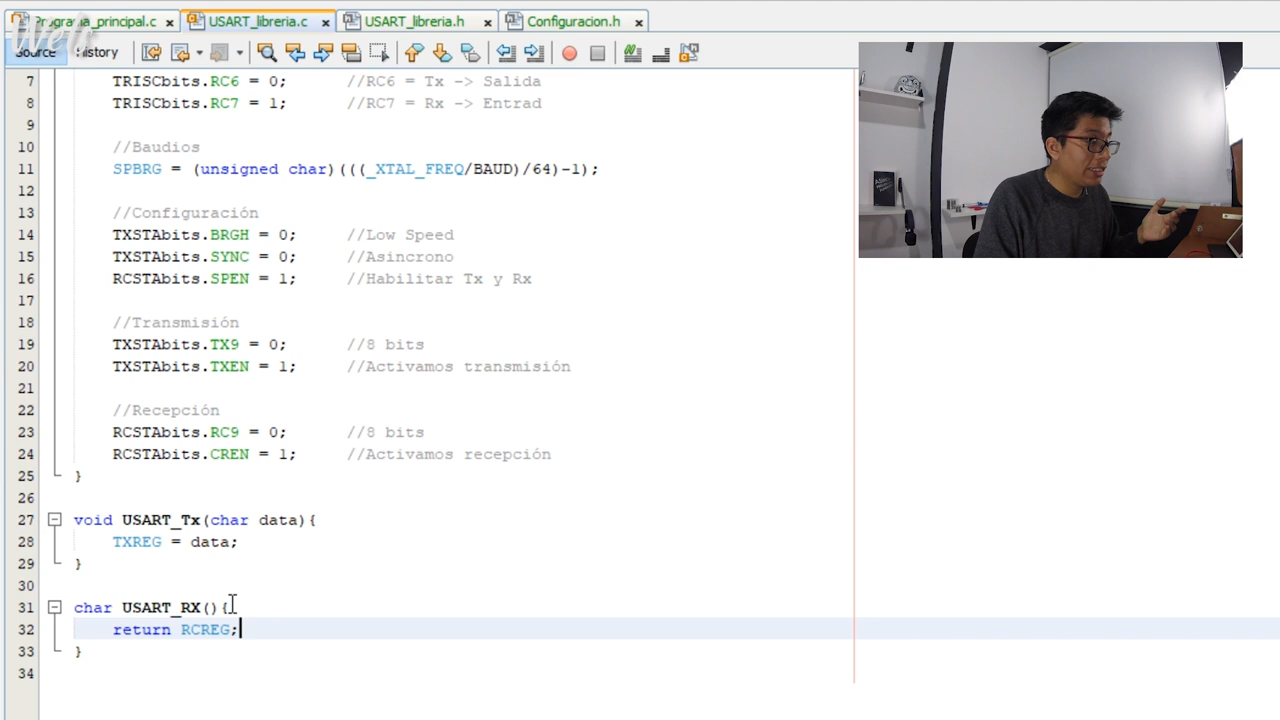 Programa_principal.c
USART_libreria.c
USART_libreria.h
Configuracion.h
Source
History
7 TRISCbits.RC6 = 0; //RC6 = Tx -> Salida
8 TRISCbits.RC7 = 1; //RC7 = Rx -> Entrad
9
10 //Baudios
11 SPBRG = (unsigned char)(((_XTAL_FREQ/BAUD)/64)-1);
12
13 //Configuración
14 TXSTAbits.BRGH = 0; //Low Speed
15 TXSTAbits.SYNC = 0; //Asincrono
16 RCSTAbits.SPEN = 1; //Habilitar Tx y Rx
17
18 //Transmisión
19 TXSTAbits.TX9 = 0; //8 bits
20 TXSTAbits.TXEN = 1; //Activamos transmisión
21
22 //Recepción
23 RCSTAbits.RC9 = 0; //8 bits
24 RCSTAbits.CREN = 1; //Activamos recepción
25 }
26
27 void USART_Tx(char data){
28 TXREG = data;
29 }
30
31 char USART_RX(){
32 return RCREG;
33 }
34